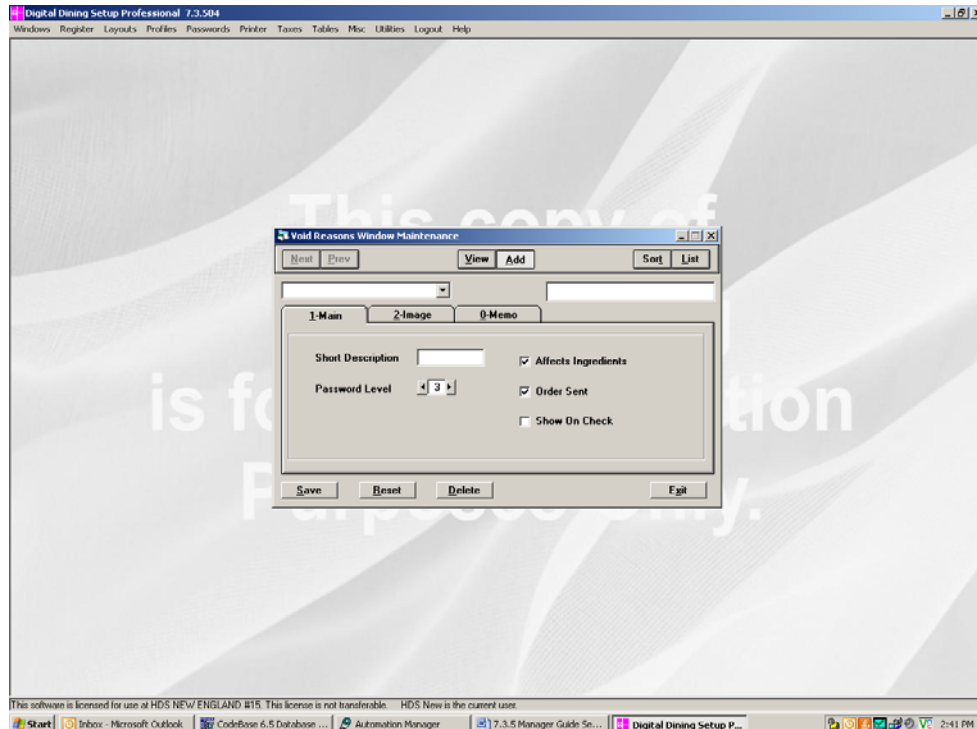 Digital Dining Setup Professional 7.3.504
Windows Register Layouts Profiles Passwords Printer Taxes Tables Misc Utilities Logout Help
This copy of
Void Reasons Window Maintenance
Next Prev View Add Sort List
1-Main 2-Image 0-Memo
Short Description Affects Ingredients
Password Level 3 Order Sent
Show On Check
is fo tion
Save Reset Delete Exit
This software is licensed for use at HDS NEW ENGLAND #15. This license is not transferable. HDS New is the current user.
Start Inbox - Microsoft Outlook CodeBase 6.5 Database ... Automation Manager 7.3.5 Manager Guide Se... Digital Dining Setup P... 2:41 PM